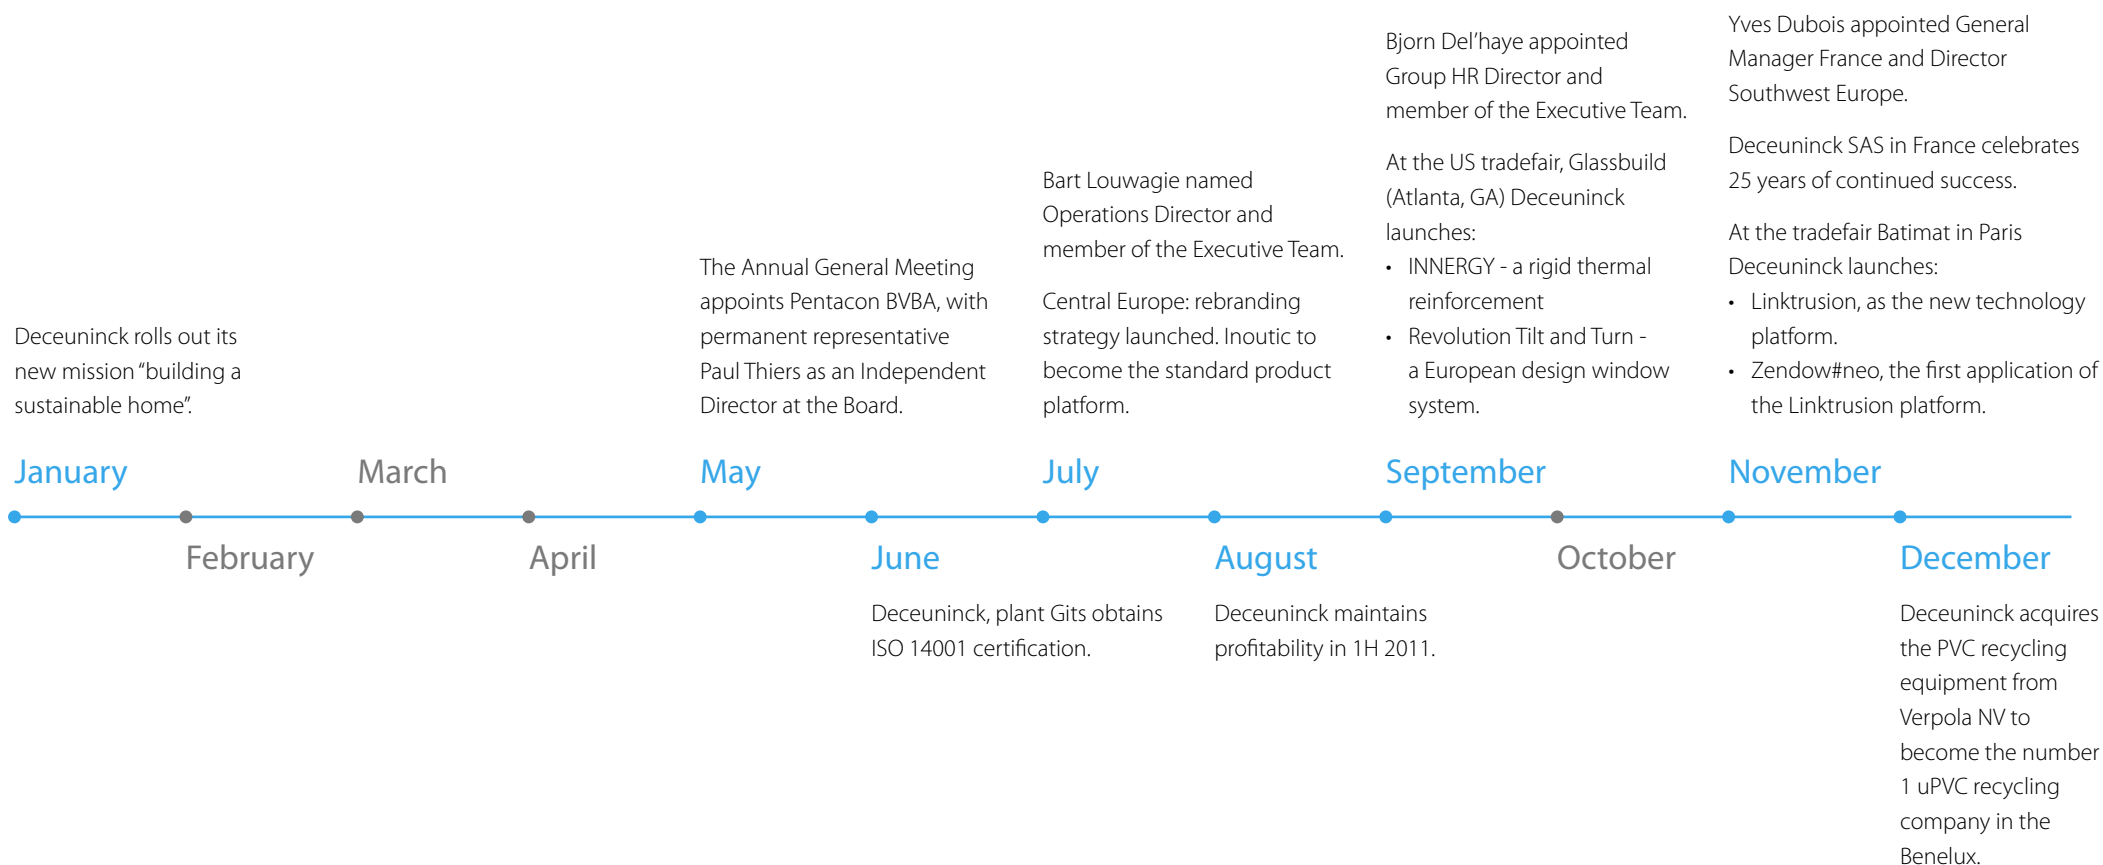 Deceuninck rolls out its
new mission “building a
sustainable home”.
January
February
March
April
The Annual General Meeting
appoints Pentacon BVBA, with
permanent representative
Paul Thiers as an Independent
Director at the Board.
May
June
Deceuninck, plant Gits obtains
ISO 14001 certification.
Bart Louwagie named
Operations Director and
member of the Executive Team.
Central Europe: rebranding
strategy launched. Inoutic to
become the standard product
platform.
July
August
Deceuninck maintains
profitability in 1H 2011.
Bjorn Del’haye appointed
Group HR Director and
member of the Executive Team.
At the US tradefair, Glassbuild
(Atlanta, GA) Deceuninck
launches:
• INNERGY - a rigid thermal
reinforcement
• Revolution Tilt and Turn -
a European design window
system.
September
October
Yves Dubois appointed General
Manager France and Director
Southwest Europe.
Deceuninck SAS in France celebrates
25 years of continued success.
At the tradefair Batimat in Paris
Deceuninck launches:
• Linktrusion, as the new technology
platform.
• Zendow#neo, the first application of
the Linktrusion platform.
November
December
Deceuninck acquires
the PVC recycling
equipment from
Verpola NV to
become the number
1 uPVC recycling
company in the
Benelux.